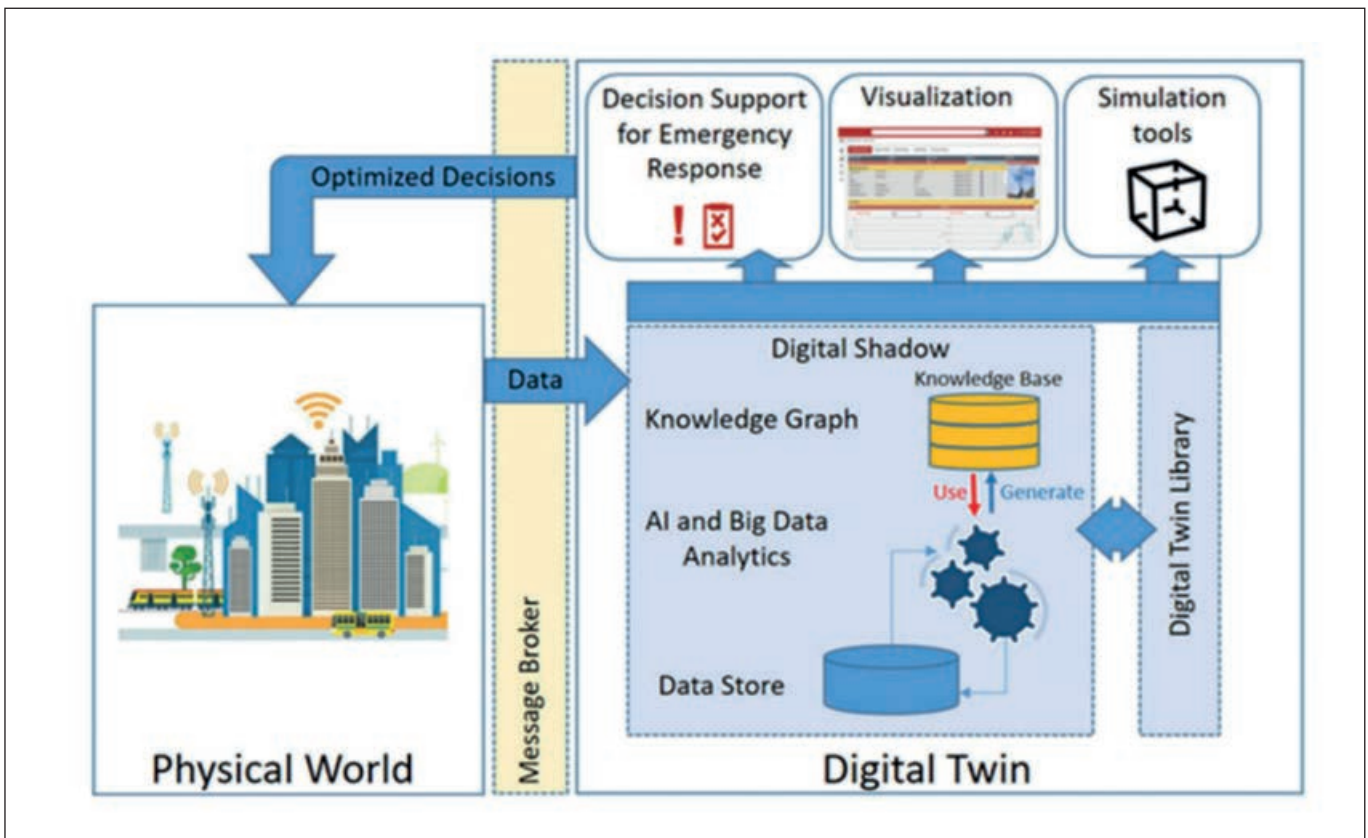 Decision Support
for Emergency
Response
Visualization
Simulation
tools
Optimized Decisions
Data
Digital Shadow
Knowledge Base
Knowledge Graph
Use
Generate
AI and Big Data
Analytics
Data Store
Message Broker
Digital Twin Library
Physical World
Digital Twin